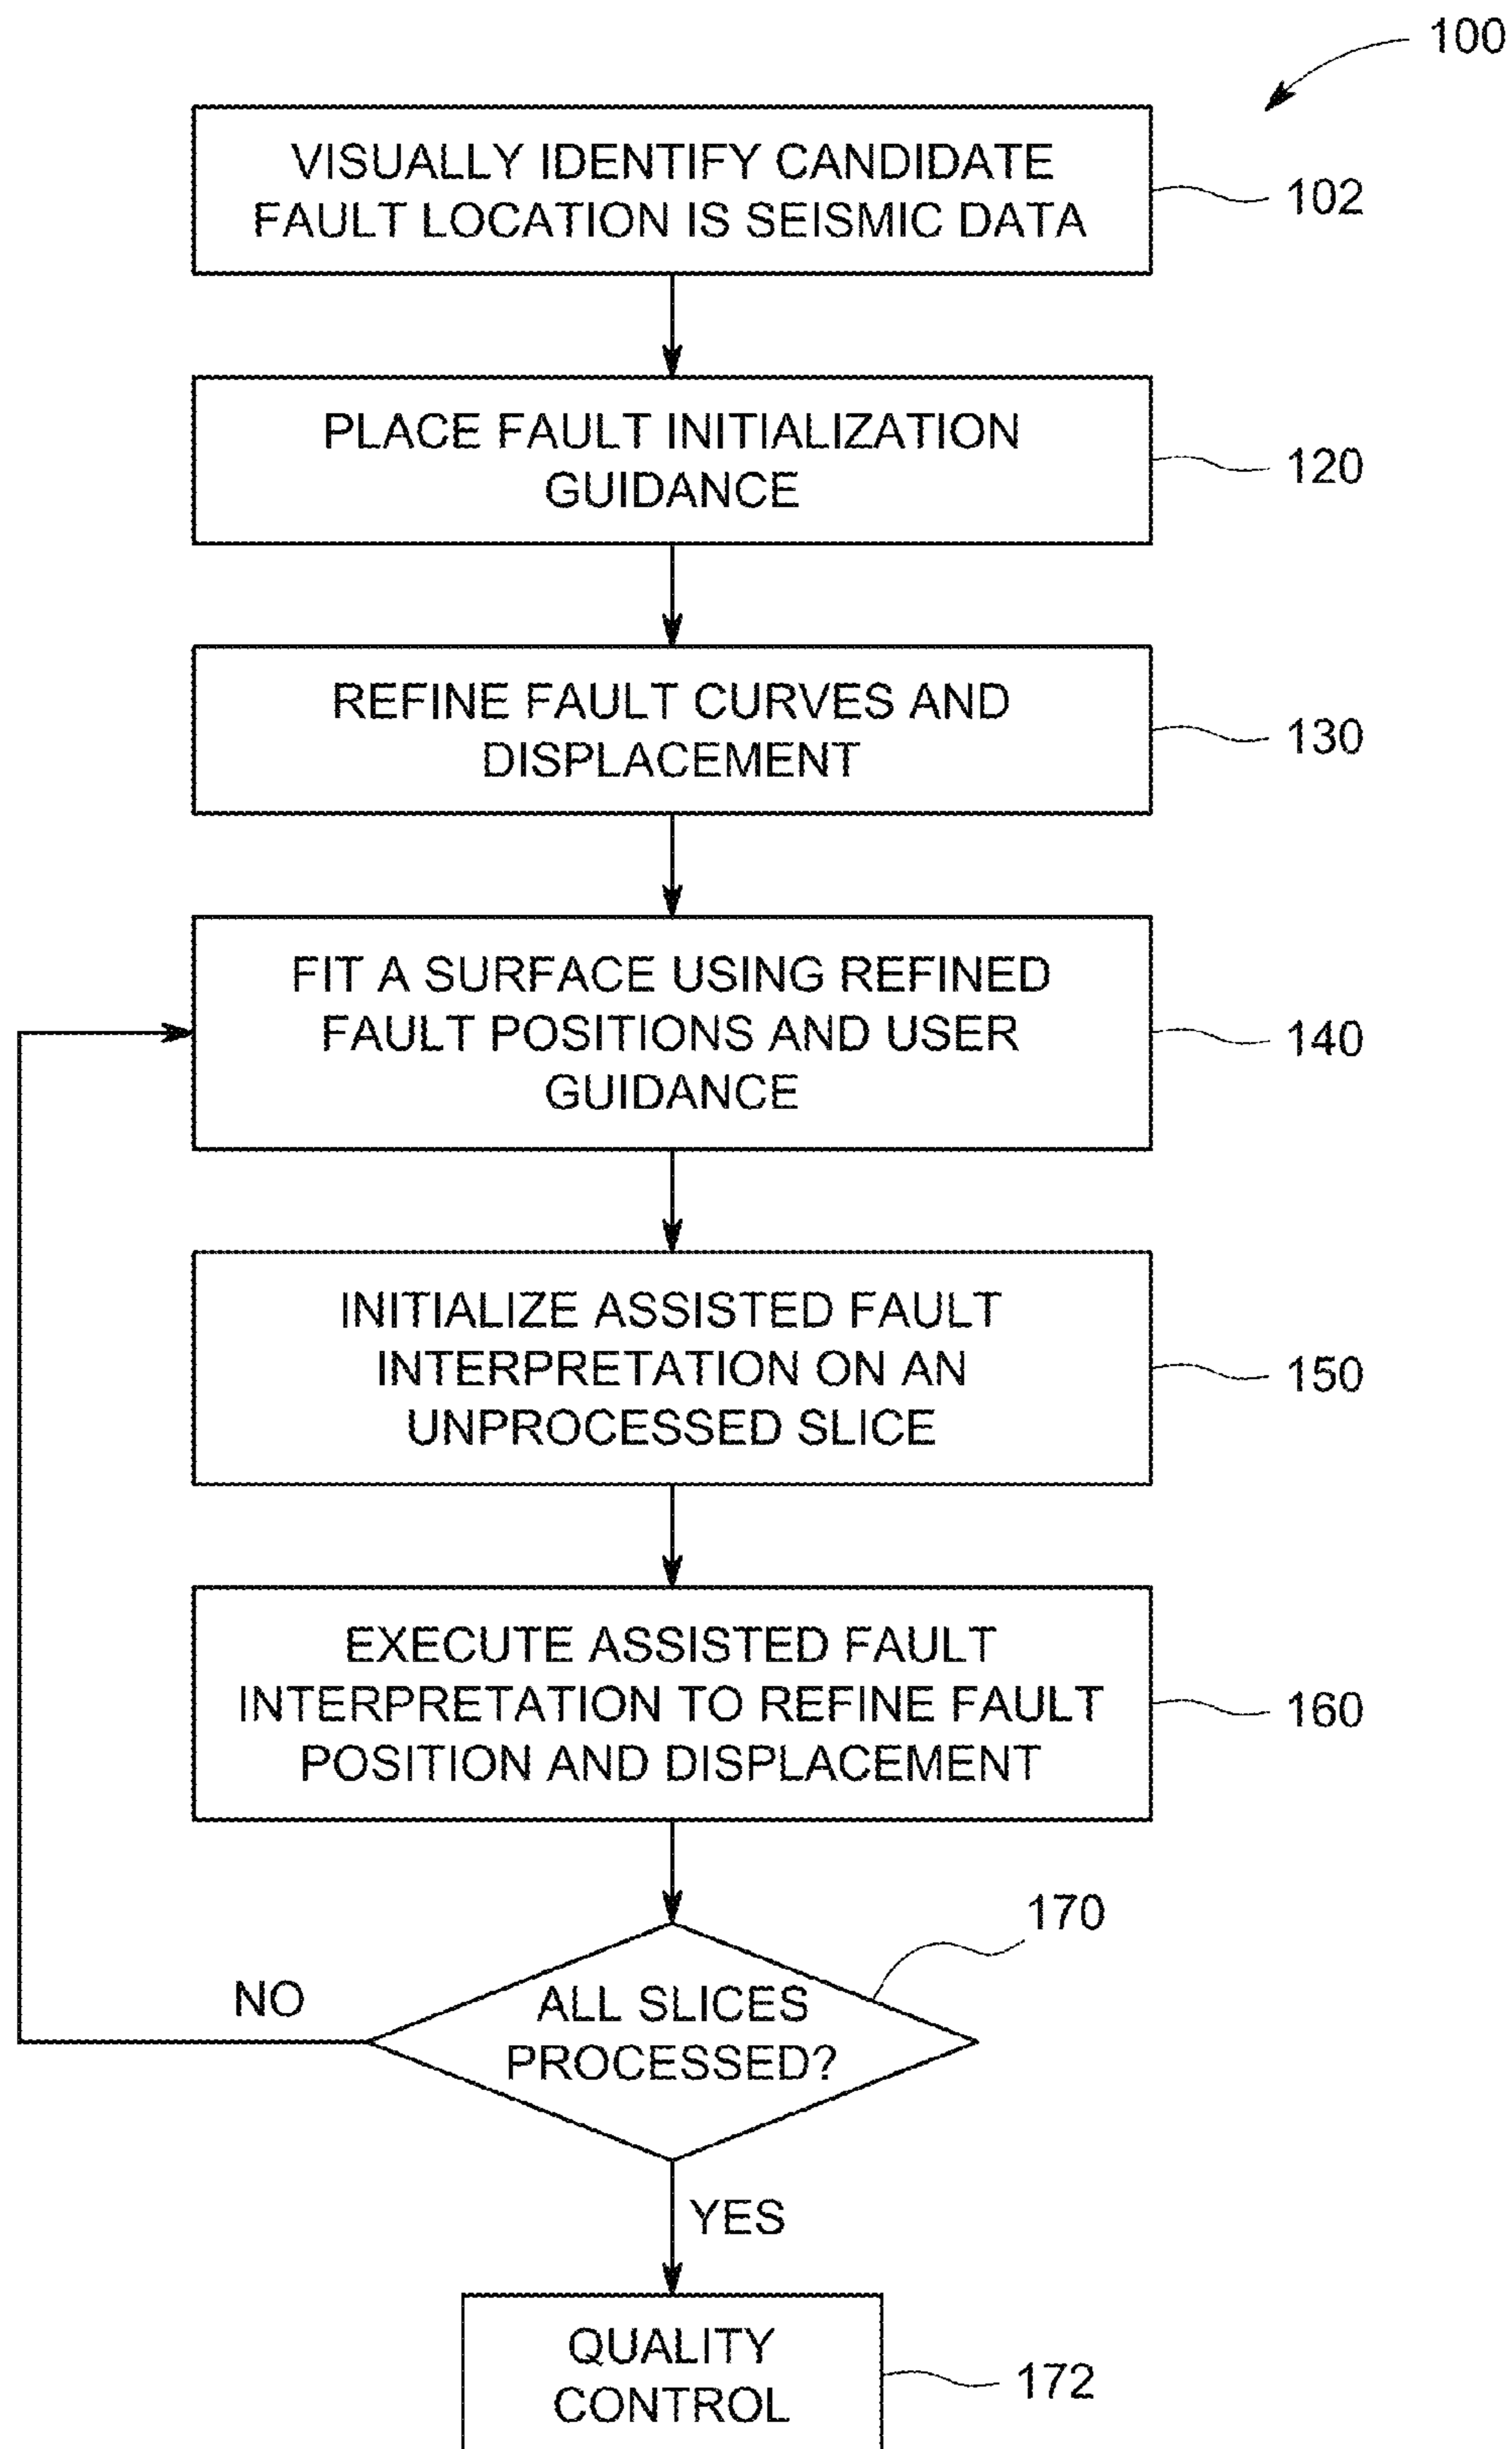 100
VISUALLY IDENTIFY CANDIDATE
FAULT LOCATION IS SEISMIC DATA
102
PLACE FAULT INITIALIZATION
GUIDANCE
120
REFINE FAULT CURVES AND
DISPLACEMENT
130
FIT A SURFACE USING REFINED
FAULT POSITIONS AND USER
GUIDANCE
140
INITIALIZE ASSISTED FAULT
INTERPRETATION ON AN
UNPROCESSED SLICE
150
EXECUTE ASSISTED FAULT
INTERPRETATION TO REFINE FAULT
POSITION AND DISPLACEMENT
160
170
NO
ALL SLICES
PROCESSED?
YES
QUALITY
CONTROL
172